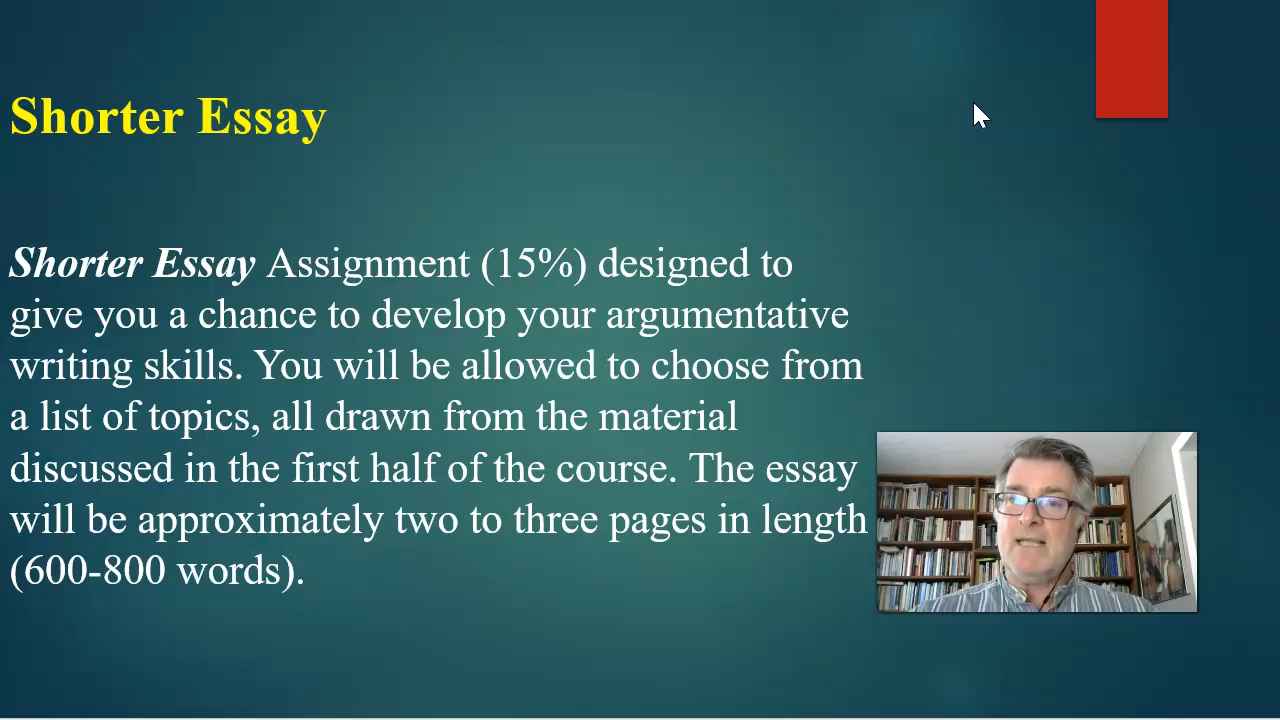 Shorter Essay
Shorter Essay Assignment (15%) designed to
give you a chance to develop your argumentative
writing skills. You will be allowed to choose from
a list of topics, all drawn from the material
discussed in the first half of the course. The essay
will be approximately two to three pages in length
(600-800 words).